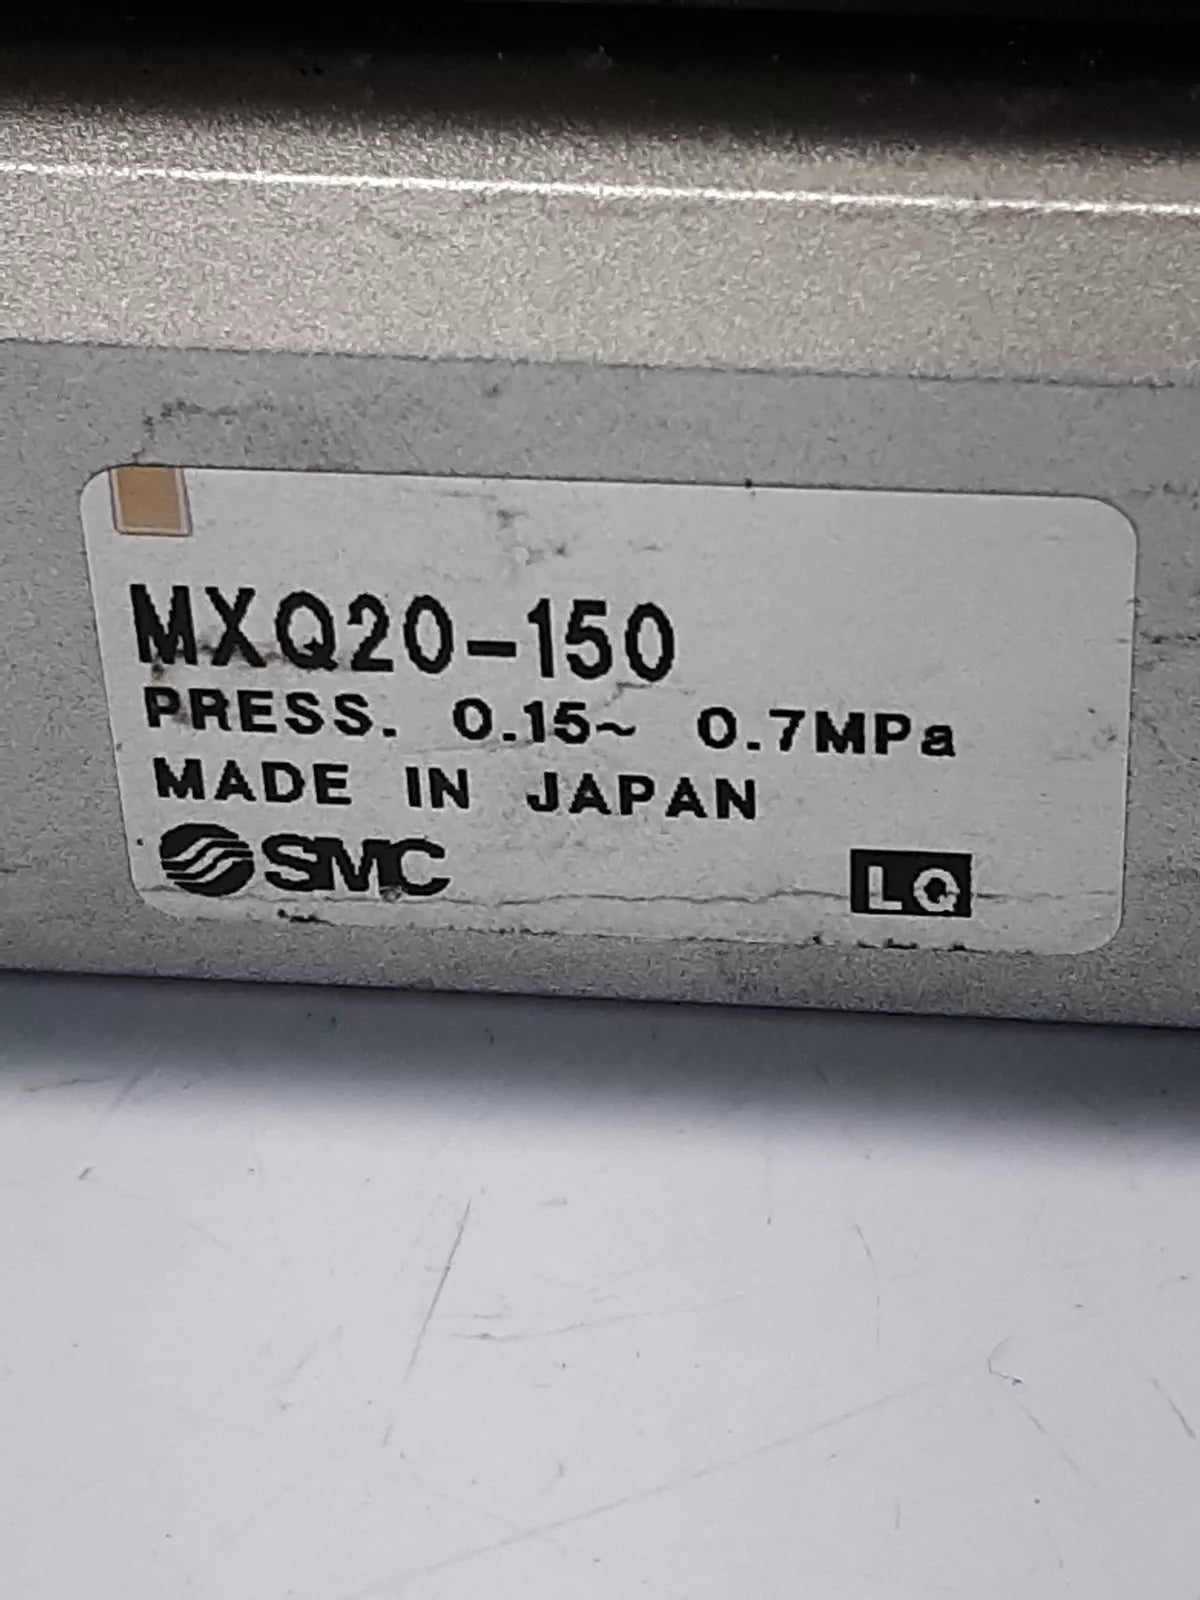 MXQ20-150
PRESS. 0.15~ 0.7MPa
MADE IN JAPAN
SMC LQ